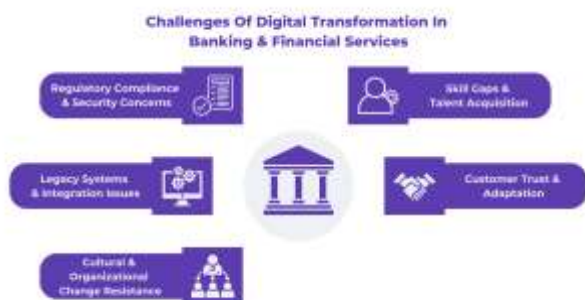 Challenges Of Digital Transformation In
Banking & Financial Services
Regulatory Compliance
& Security Concerns
Skill Gaps &
Talent Acquisition
Legacy Systems
& Integration Issues
Customer Trust &
Adaptation
Cultural &
Organizational
Change Resistance